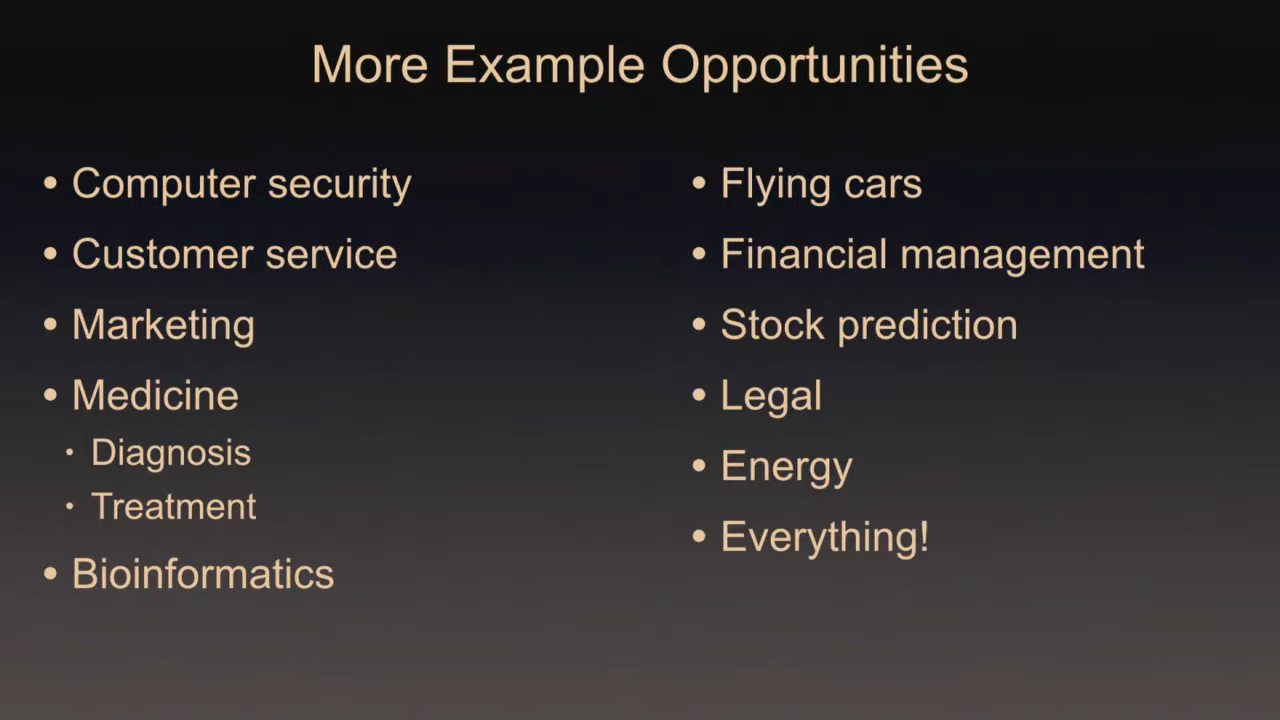 More Example Opportunities
• Computer security
• Customer service
• Marketing
• Medicine
• Diagnosis
• Treatment
• Bioinformatics
• Flying cars
• Financial management
• Stock prediction
• Legal
• Energy
• Everything!